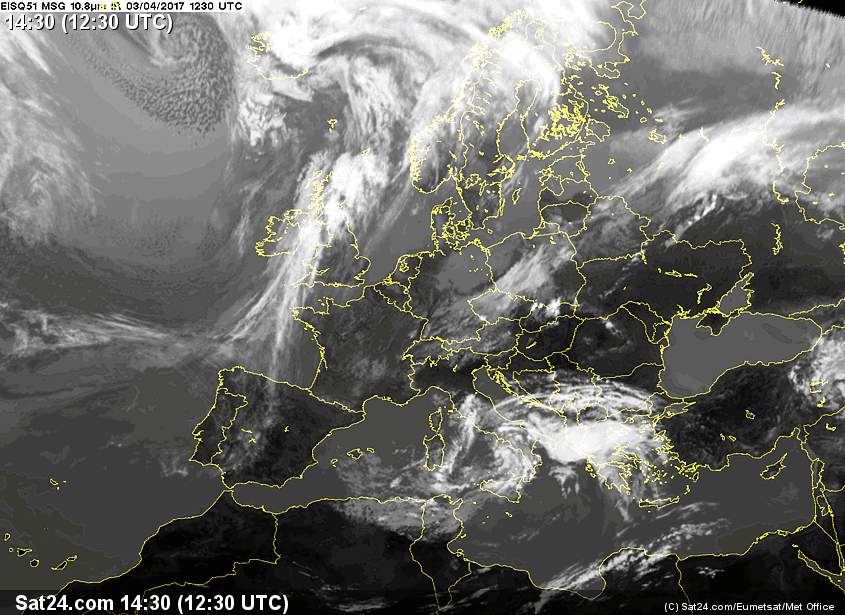 EISQ51 MSG 10.8µm IR 03/04/2017 1230 UTC
14:30 (12:30 UTC)
Sat24.com 14:30 (12:30 UTC)
(C) Sat24.com/Eumetsat/Met Office